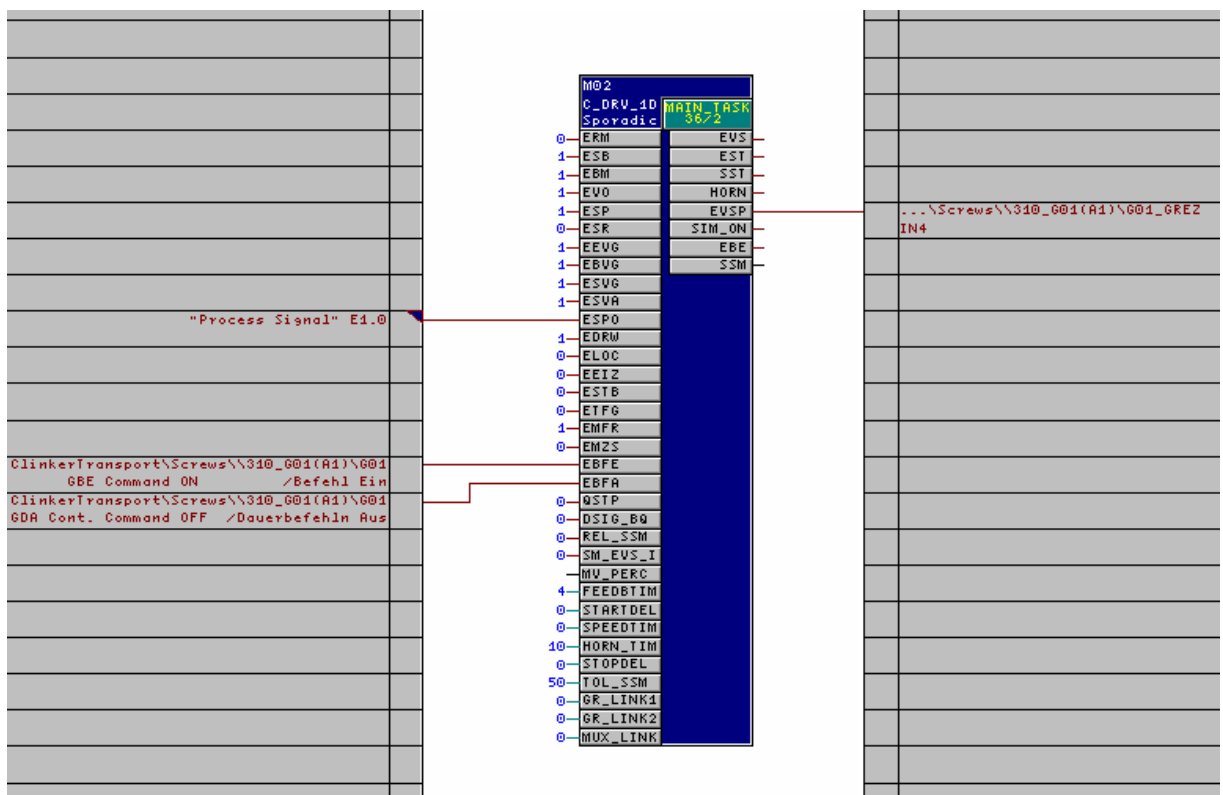 M02
C_DRV_1D
Sporadic
MAIN_TASK
36/2
0 ERM EVS
1 ESB EST
1 EBM SST
1 EVO HORN
1 ESP EVSP
...\Screws\\310_G01(A1)\G01_GREZ
IN4
0 ESR SIM_ON
1 EEVG EBE
1 EBVG SSM
1 ESVG
1 ESVA
"Process Signal" E1.0 ESPO
1 EDRW
0 ELOC
0 EEIZ
0 ESTB
0 ETFG
1 EMFR
0 EMZS
ClinkerTransport\Screws\\310_G01(A1)\G01 EBFE
GBE Command ON /Befehl Ein
ClinkerTransport\Screws\\310_G01(A1)\G01 EBFA
GDA Cont. Command OFF /Dauerbefehln Aus
0 QSTP
0 DSIG_BQ
0 REL_SSM
0 SM_EVS_I
MV_PERC
4 FEEDBTIM
0 STARTDEL
0 SPEEDTIM
10 HORN_TIM
0 STOPDEL
50 TOL_SSM
0 GR_LINK1
0 GR_LINK2
0 MUX_LINK